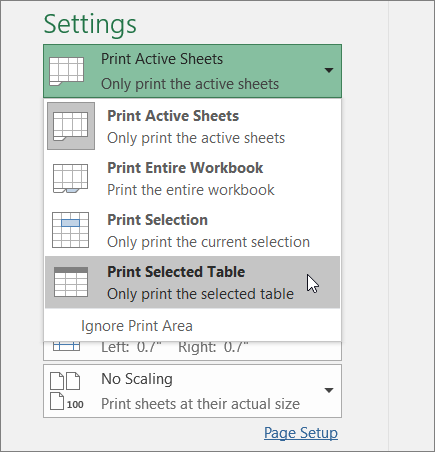 Settings
Print Active Sheets
Only print the active sheets
Print Active Sheets
Only print the active sheets
Print Entire Workbook
Print the entire workbook
Print Selection
Only print the current selection
Print Selected Table
Only print the selected table
Ignore Print Area
Left: 0.7" Right: 0.7"
No Scaling
100
Print sheets at their actual size
Page Setup